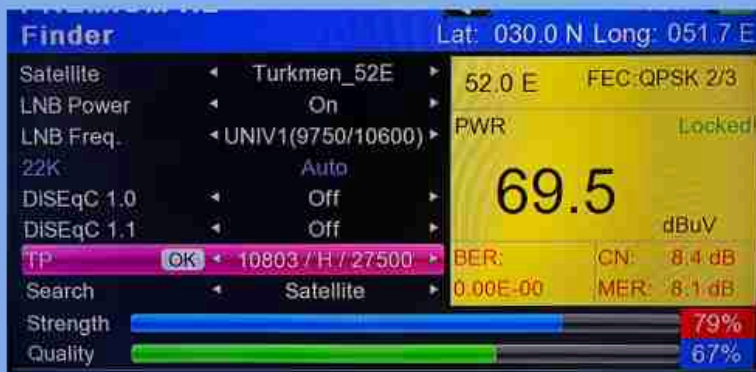 Finder Lat: 030.0 N Long: 051.7 E
Satellite Turkmen_52E
LNB Power On
LNB Freq. UNIV1(9750/10600)
22K Auto
DiSEqC 1.0 Off
DiSEqC 1.1 Off
TP OK 10803 / H / 27500
Search Satellite
52.0 E FEC:QPSK 2/3
PWR Locked
69.5
dBuV
BER: CN: 8.4 dB
0.00E-00 MER: 8.1 dB
Strength 79%
Quality 67%